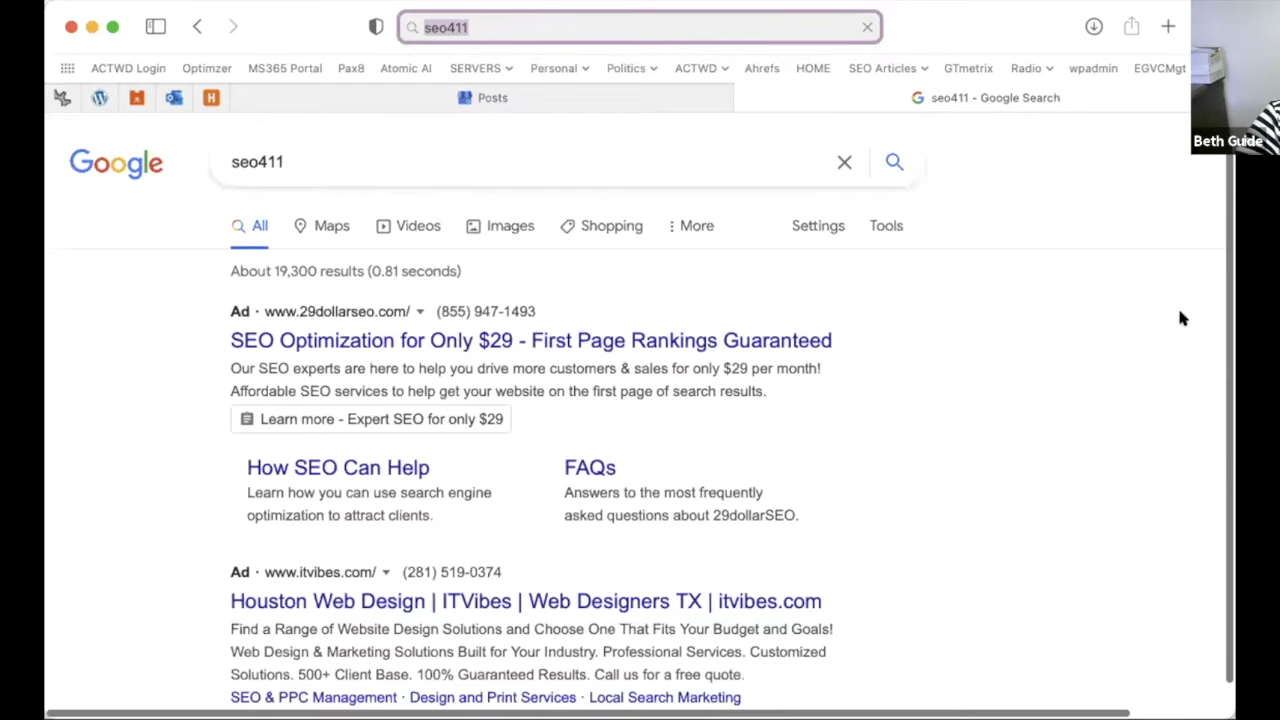 seo411
ACTWD Login Optimzer MS365 Portal Pax8 Atomic AI SERVERS Personal Politics ACTWD Ahrefs HOME SEO Articles GTmetrix Radio wpadmin EGVCMgt
Posts
seo411 - Google Search
Beth Guide
Google
seo411
All Maps Videos Images Shopping More Settings Tools
About 19,300 results (0.81 seconds)
Ad · www.29dollarseo.com/ (855) 947-1493
SEO Optimization for Only $29 - First Page Rankings Guaranteed
Our SEO experts are here to help you drive more customers & sales for only $29 per month!
Affordable SEO services to help get your website on the first page of search results.
Learn more - Expert SEO for only $29
How SEO Can Help
Learn how you can use search engine
optimization to attract clients.
FAQs
Answers to the most frequently
asked questions about 29dollarSEO.
Ad · www.itvibes.com/ (281) 519-0374
Houston Web Design | ITVibes | Web Designers TX | itvibes.com
Find a Range of Website Design Solutions and Choose One That Fits Your Budget and Goals!
Web Design & Marketing Solutions Built for Your Industry. Professional Services. Customized
Solutions. 500+ Client Base. 100% Guaranteed Results. Call us for a free quote.
SEO & PPC Management · Design and Print Services · Local Search Marketing